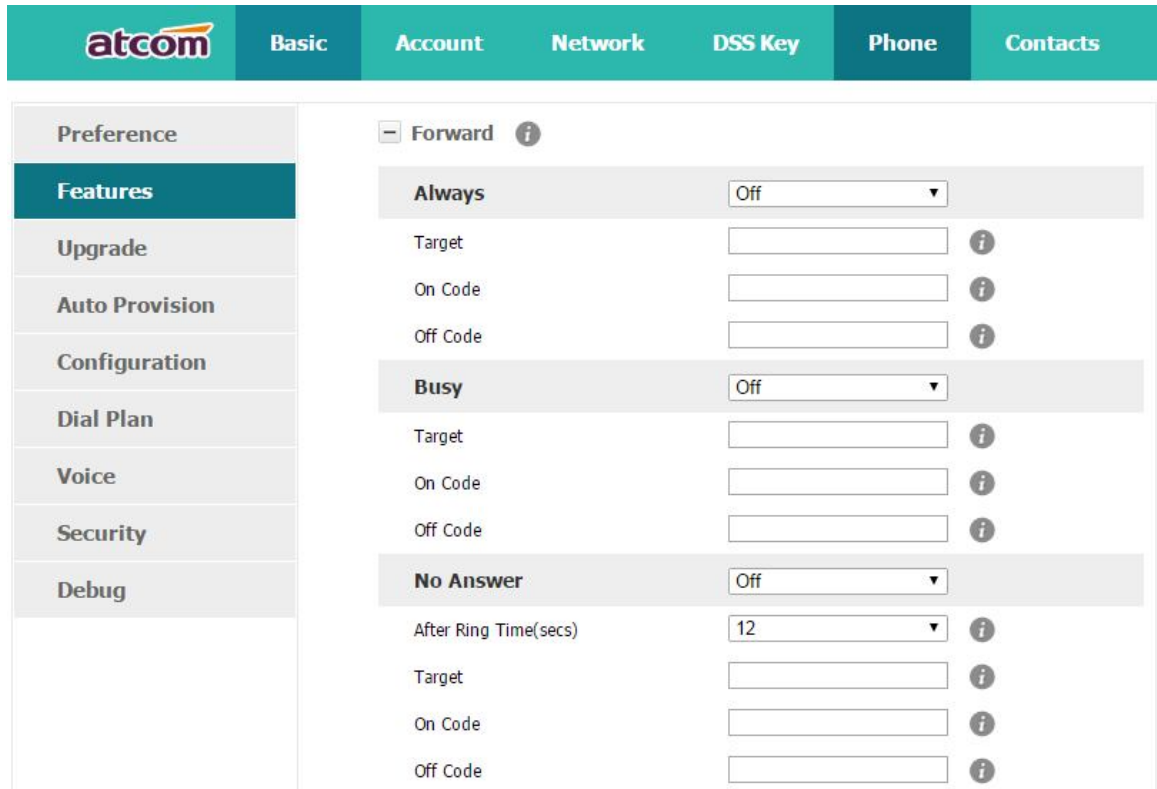 atcom Basic Account Network DSS Key Phone Contacts
Preference
Features
Upgrade
Auto Provision
Configuration
Dial Plan
Voice
Security
Debug
Forward i
Always Off
Target i
On Code i
Off Code i
Busy Off
Target i
On Code i
Off Code i
No Answer Off
After Ring Time(secs) 12 i
Target i
On Code i
Off Code i